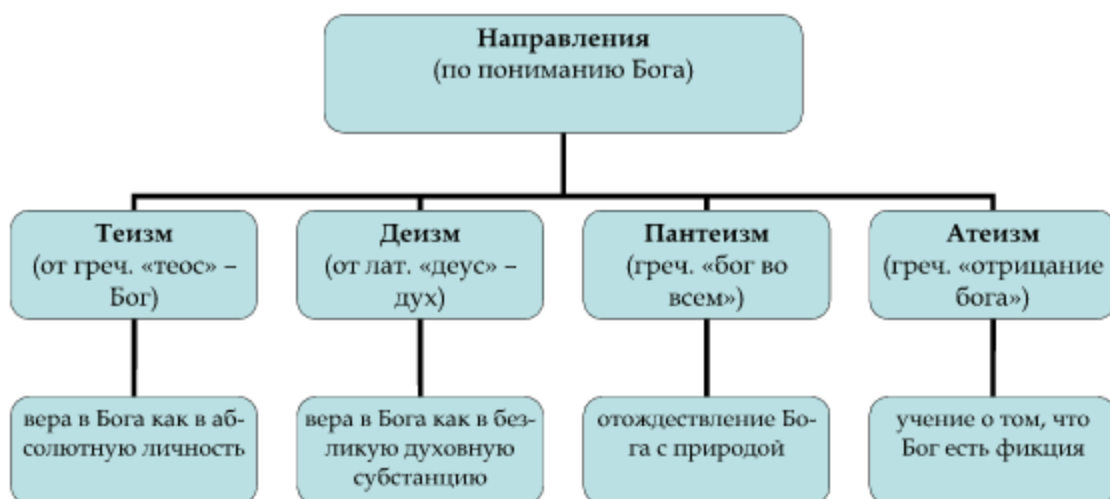 Направления
(по пониманию Бога)
Теизм
(от греч. «теос» –
Бог)
Деизм
(от лат. «деус» –
дух)
Пантеизм
(греч. «бог во
всем»)
Атеизм
(греч. «отрицание
бога»)
вера в Бога как в аб-
солютную личность
вера в Бога как в без-
ликую духовную
субстанцию
отождествление Бо-
га с природой
учение о том, что
Бог есть фикция